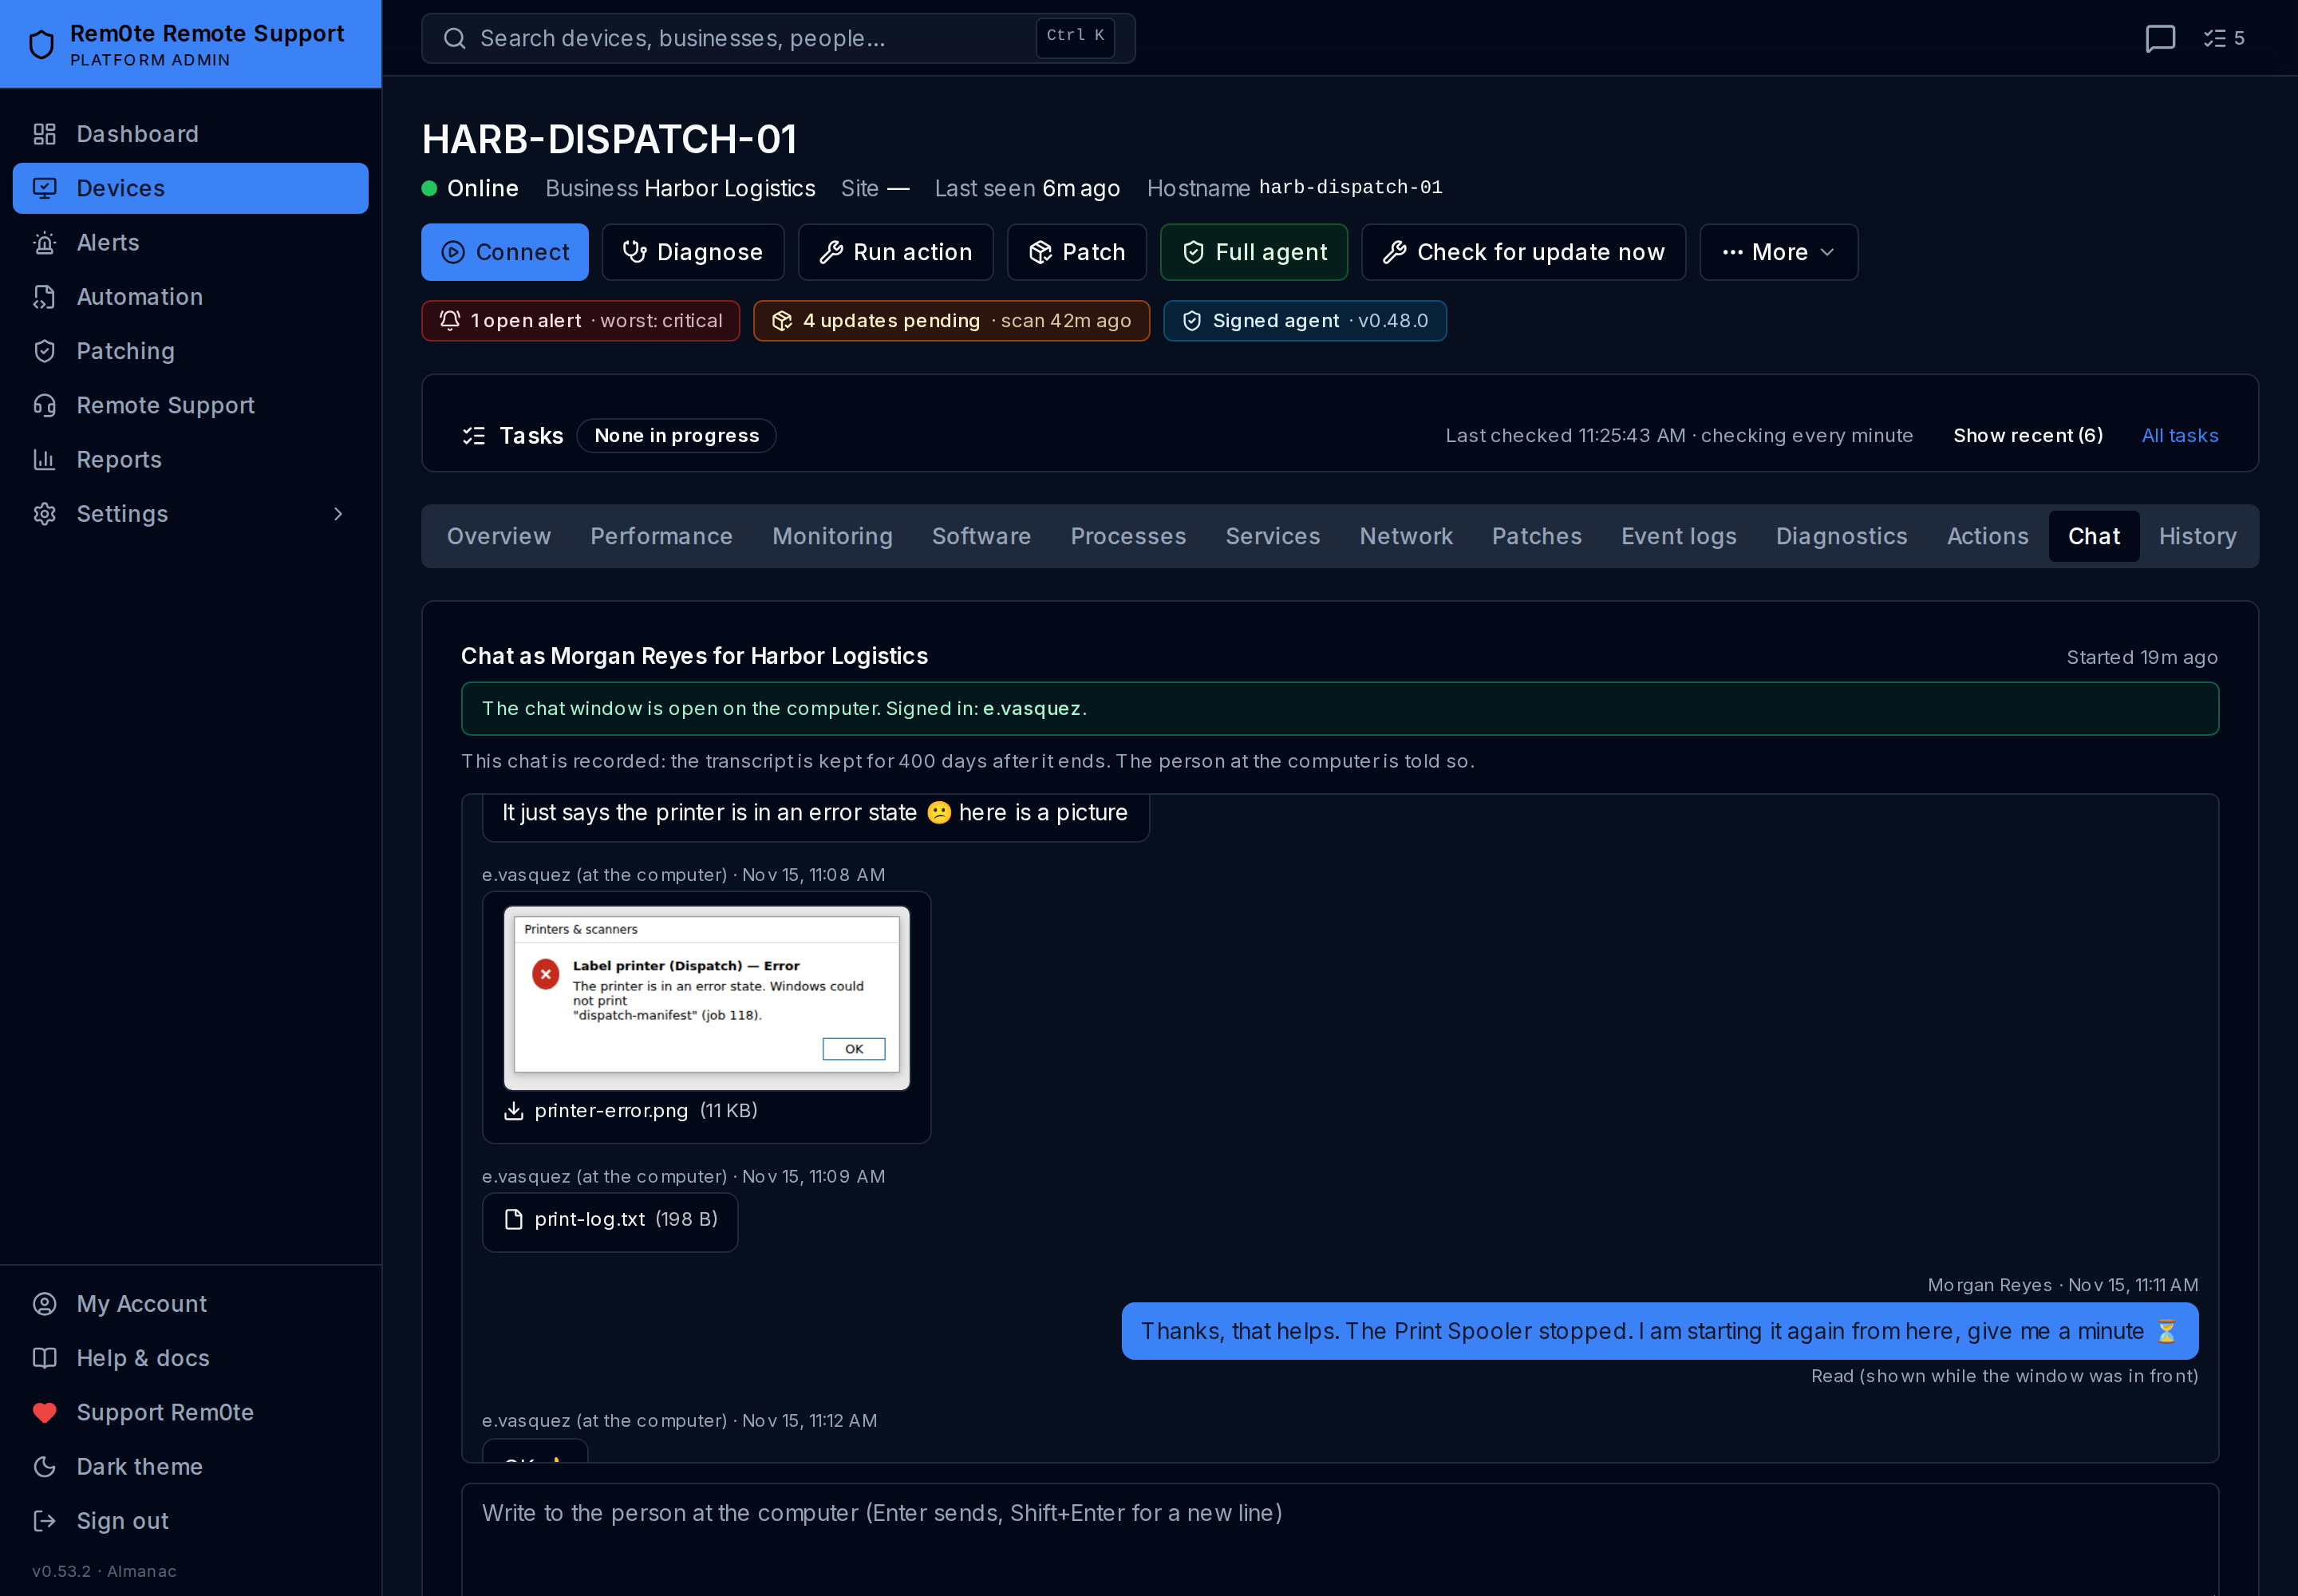 Rem0te Remote Support
PLATFORM ADMIN
Search devices, businesses, people...
Ctrl K
5
Dashboard
Devices
Alerts
Automation
Patching
Remote Support
Reports
Settings
HARB-DISPATCH-01
Online Business Harbor Logistics Site — Last seen 6m ago Hostname harb-dispatch-01
Connect Diagnose Run action Patch Full agent Check for update now More
1 open alert · worst: critical
4 updates pending · scan 42m ago
Signed agent · v0.48.0
Tasks None in progress
Last checked 11:25:43 AM · checking every minute Show recent (6) All tasks
Overview Performance Monitoring Software Processes Services Network Patches Event logs Diagnostics Actions Chat History
Chat as Morgan Reyes for Harbor Logistics
Started 19m ago
The chat window is open on the computer. Signed in: e.vasquez.
This chat is recorded: the transcript is kept for 400 days after it ends. The person at the computer is told so.
It just says the printer is in an error state 😕 here is a picture
e.vasquez (at the computer) · Nov 15, 11:08 AM
Printers & scanners
Label printer (Dispatch) — Error
The printer is in an error state. Windows could
not print
"dispatch-manifest" (job 118).
OK
printer-error.png (11 KB)
e.vasquez (at the computer) · Nov 15, 11:09 AM
print-log.txt (198 B)
Morgan Reyes · Nov 15, 11:11 AM
Thanks, that helps. The Print Spooler stopped. I am starting it again from here, give me a minute ⏳
Read (shown while the window was in front)
e.vasquez (at the computer) · Nov 15, 11:12 AM
Write to the person at the computer (Enter sends, Shift+Enter for a new line)
My Account
Help & docs
Support Rem0te
Dark theme
Sign out
v0.53.2 · Almanac